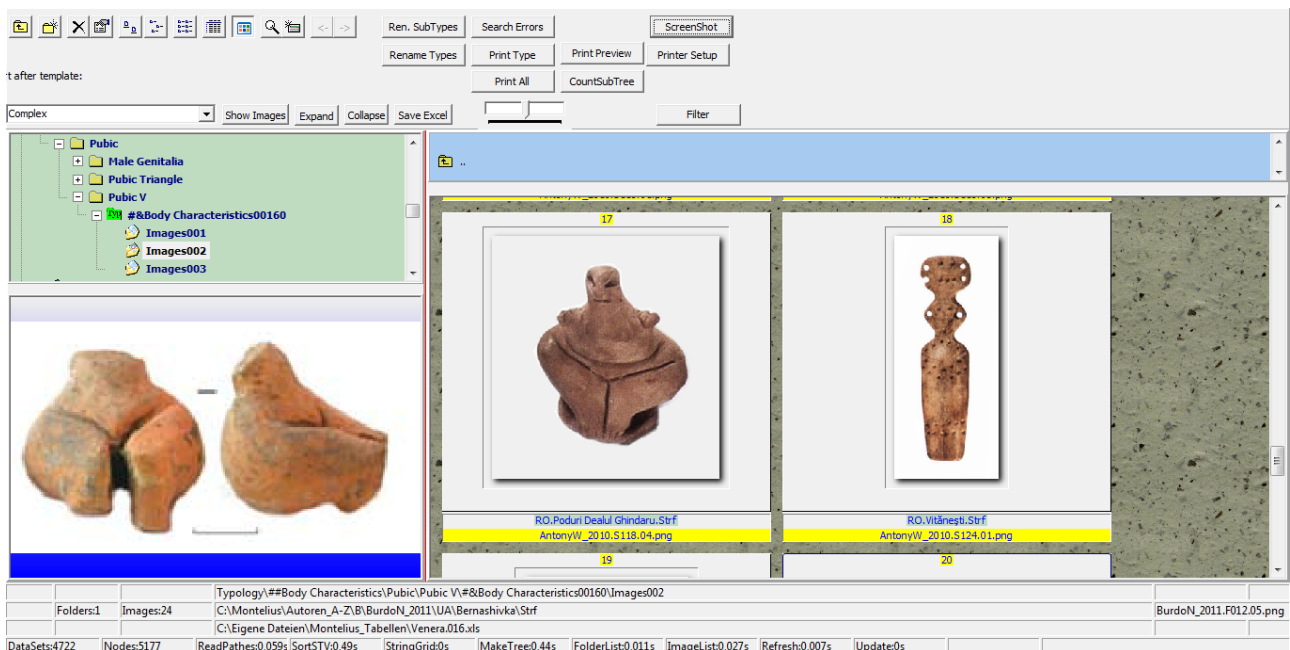 Ren. SubTypes Search Errors ScreenShot
Rename Types Print Type Print Preview Printer Setup
t after template:
Print All CountSubTree
Complex Show Images Expand Collapse Save Excel Filter
Pubic
Male Genitalia
Pubic Triangle
Pubic V
#&Body Characteristics00160
Images001
Images002
Images003
..
17 18
RO.Poduri Dealul Ghindaru.Strf RO.Vităneşti.Strf
AntonyW_2010.S118.04.png AntonyW_2010.S124.01.png
19 20
Typology\##Body Characteristics\Pubic\Pubic V\#&Body Characteristics00160\Images002
Folders:1 Images:24 C:\Montelius\Autoren_A-Z\B\BurdoN_2011\UA\Bernashivka\Strf BurdoN_2011.F012.05.png
C:\Eigene Dateien\Montelius_Tabellen\Venera.016.xls
DataSets:4722 Nodes:5177 ReadPathes:0.059s SortSTV:0.49s StringGrid:0s MakeTree:0.44s FolderList:0.011s ImageList:0.027s Refresh:0.007s Update:0s